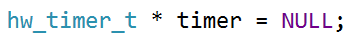 hw_timer_t * timer = NULL;